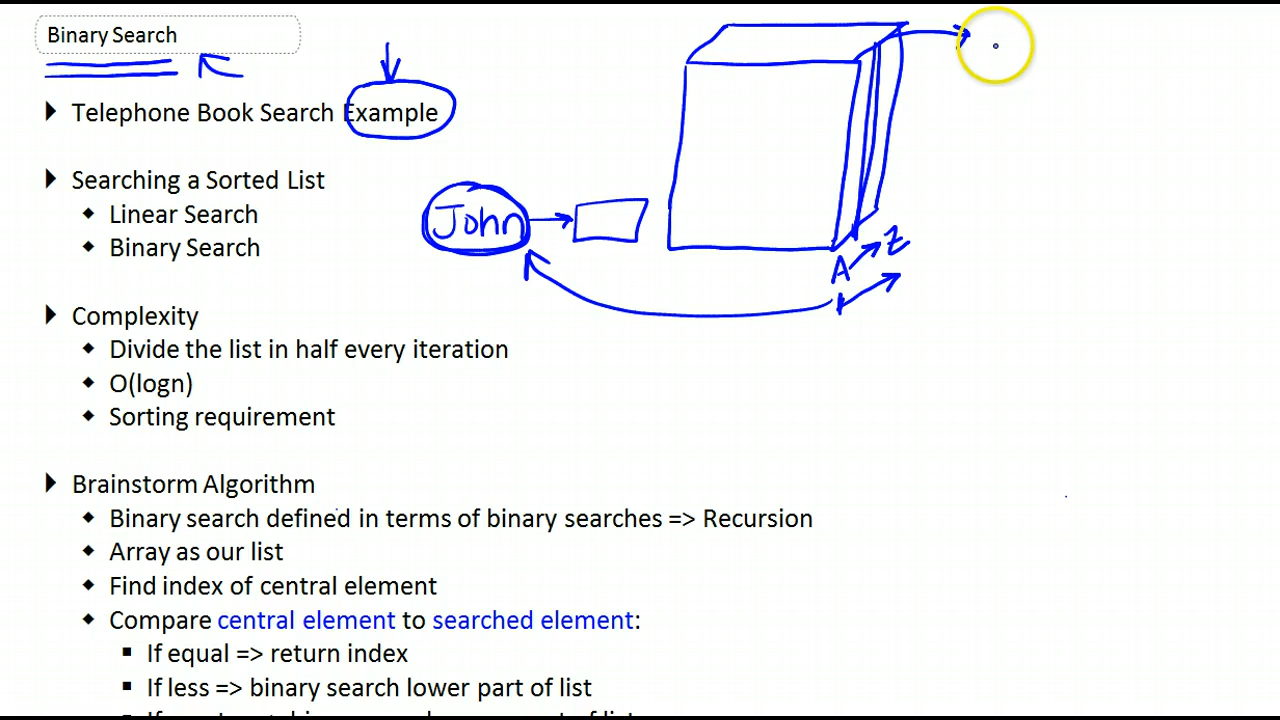 Binary Search
Telephone Book Search Example
Searching a Sorted List
Linear Search
John
Binary Search
A
z
Complexity
Divide the list in half every iteration
O(logn)
Sorting requirement
Brainstorm Algorithm
Binary search defined in terms of binary searches => Recursion
Array as our list
Find index of central element
Compare central element to searched element:
If equal => return index
If less => binary search lower part of list